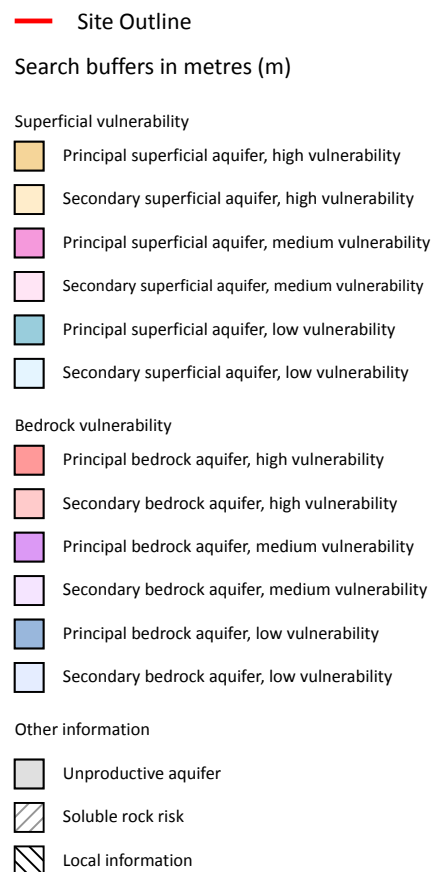 Site Outline
Search buffers in metres (m)
Superficial vulnerability
Principal superficial aquifer, high vulnerability
Secondary superficial aquifer, high vulnerability
Principal superficial aquifer, medium vulnerability
Secondary superficial aquifer, medium vulnerability
Principal superficial aquifer, low vulnerability
Secondary superficial aquifer, low vulnerability
Bedrock vulnerability
Principal bedrock aquifer, high vulnerability
Secondary bedrock aquifer, high vulnerability
Principal bedrock aquifer, medium vulnerability
Secondary bedrock aquifer, medium vulnerability
Principal bedrock aquifer, low vulnerability
Secondary bedrock aquifer, low vulnerability
Other information
Unproductive aquifer
Soluble rock risk
Local information